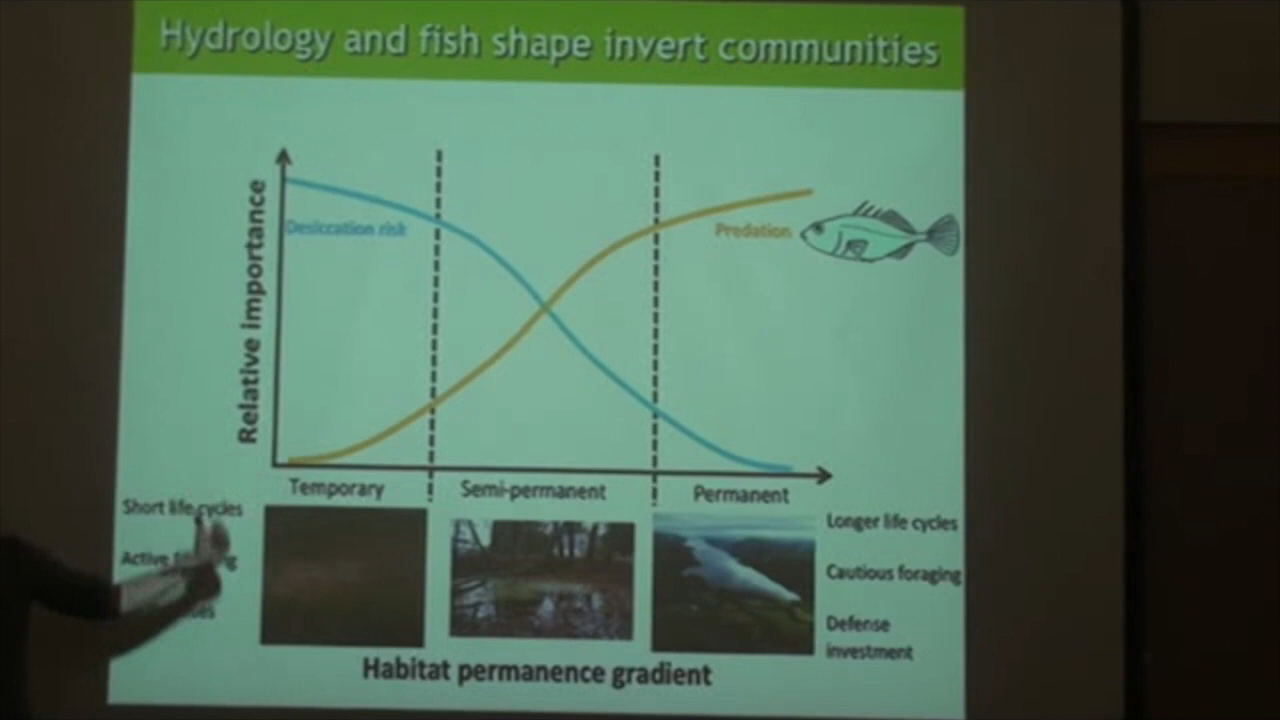 Hydrology and fish shape invert communities
Relative importance
Desiccation risk
Predation
Temporary
Semi-permanent
Permanent
Short life cycles
Active
Longer life cycles
Cautious foraging
Defense
investment
Habitat permanence gradient